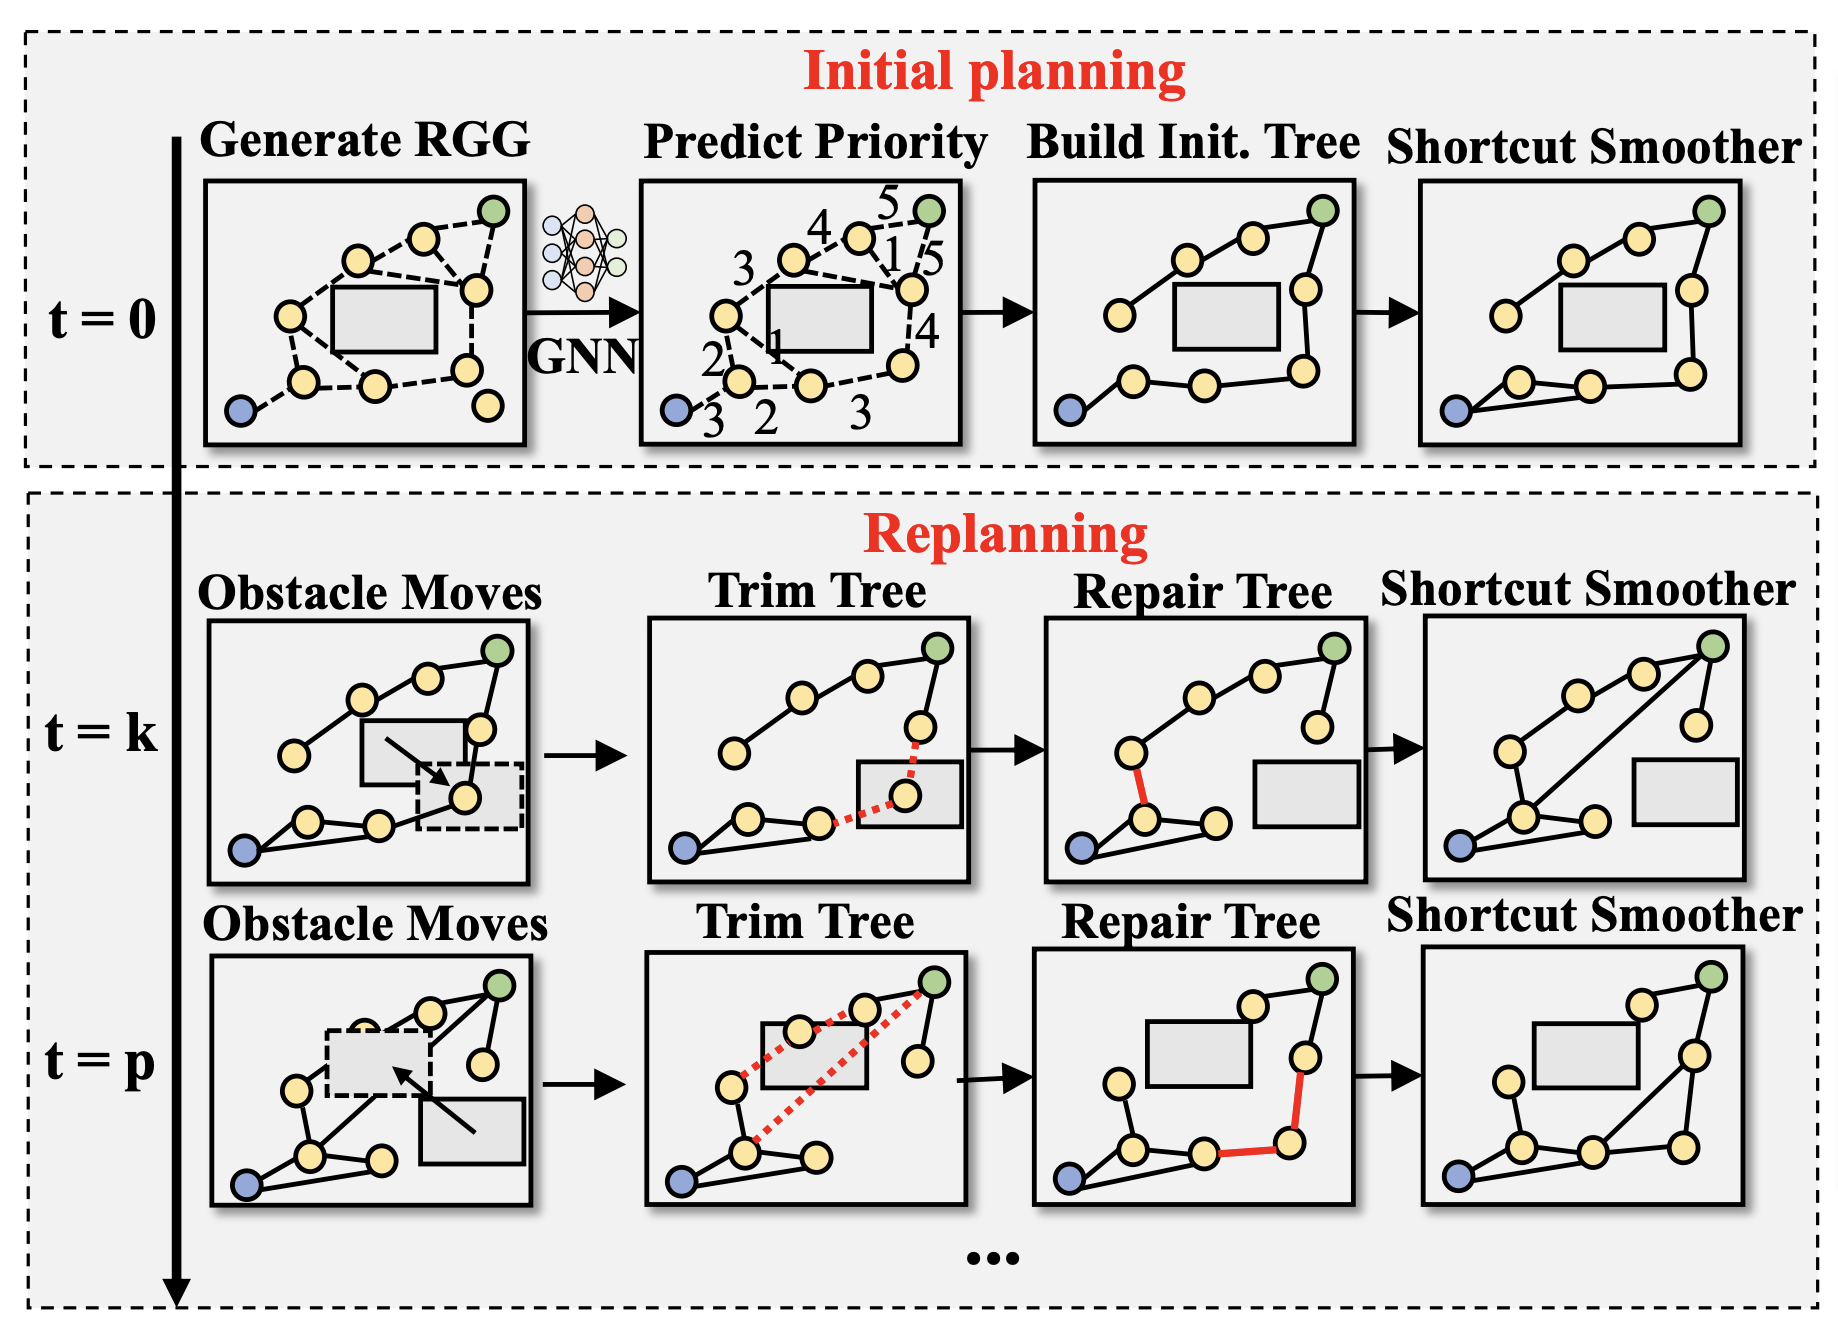 Initial planning
Generate RGG
Predict Priority
Build Init. Tree
Shortcut Smoother
t = 0
GNN
5
4
1
5
3
4
1
2
3
2
3
Replanning
Obstacle Moves
Trim Tree
Repair Tree
Shortcut Smoother
t = k
Obstacle Moves
Trim Tree
Repair Tree
Shortcut Smoother
t = p
...